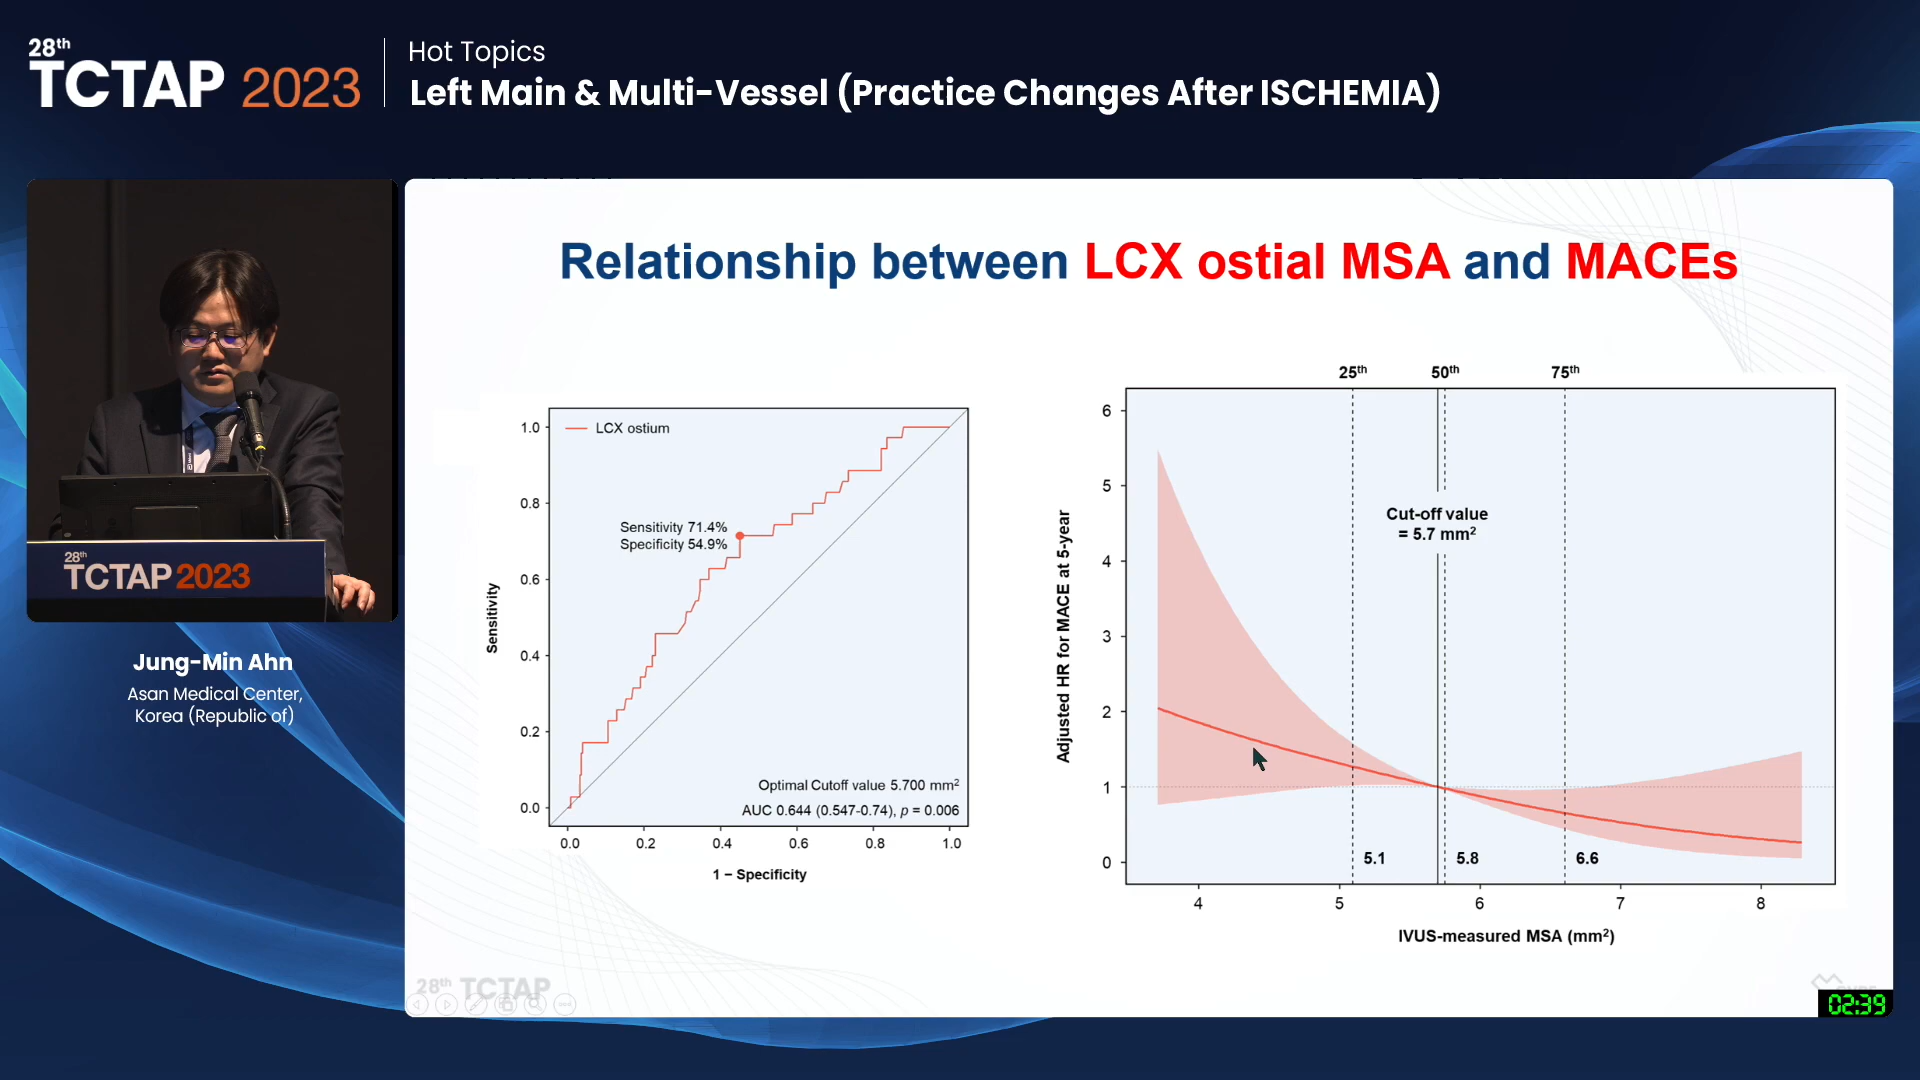 28th
TCTAP 2023
Hot Topics
Left Main & Multi-Vessel (Practice Changes After ISCHEMIA)
28th
TCTAP 2023
Jung-Min Ahn
Asan Medical Center,
Korea (Republic of)
Relationship between LCX ostial MSA and MACEs
LCX ostium
Sensitivity 71.4%
Specificity 54.9%
Optimal Cutoff value 5.700 mm²
AUC 0.644 (0.547-0.74), p = 0.006
Sensitivity
1.0
0.8
0.6
0.4
0.2
0.0
0.0 0.2 0.4 0.6 0.8 1.0
1 − Specificity
25th 50th 75th
Cut-off value
= 5.7 mm²
Adjusted HR for MACE at 5-year
6
5
4
3
2
1
0
5.1 5.8 6.6
4 5 6 7 8
IVUS-measured MSA (mm²)
28th TCTAP
02:39